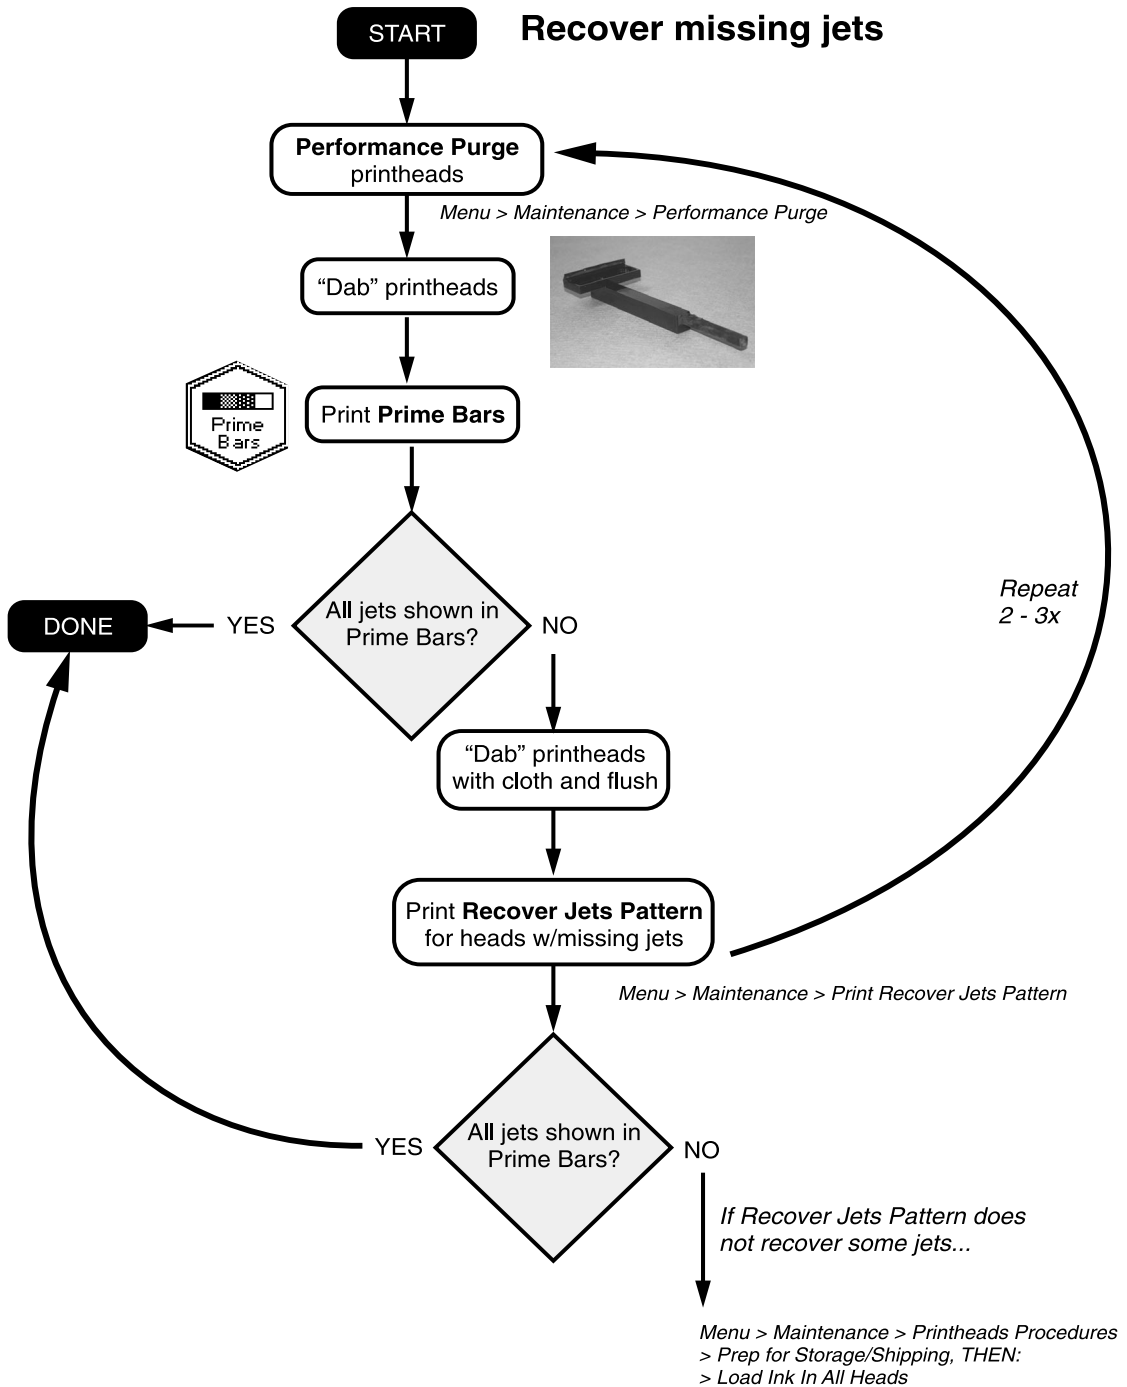 START
Recover missing jets
Performance Purge
printheads
Menu > Maintenance > Performance Purge
“Dab” printheads
Prime
Bars
Print Prime Bars
All jets shown in
Prime Bars?
DONE
YES
NO
Repeat
2 - 3x
“Dab” printheads
with cloth and flush
Print Recover Jets Pattern
for heads w/missing jets
Menu > Maintenance > Print Recover Jets Pattern
All jets shown in
Prime Bars?
YES
NO
If Recover Jets Pattern does
not recover some jets...
Menu > Maintenance > Printheads Procedures
> Prep for Storage/Shipping, THEN:
> Load Ink In All Heads